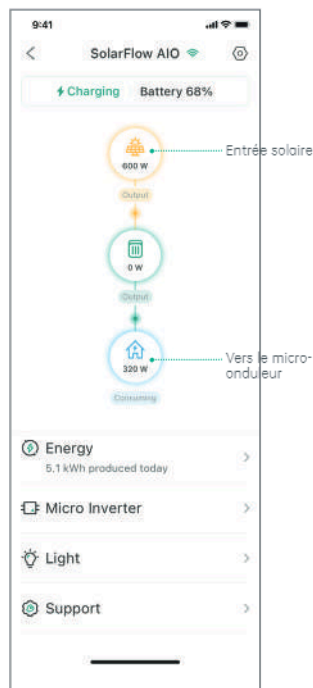 9:41
SolarFlow AIO
Charging Battery 68%
600 W
Entrée solaire
Output
0 W
Output
320 W
Vers le micro-
onduleur
Consuming
Energy
5.1 kWh produced today
Micro Inverter
Light
Support